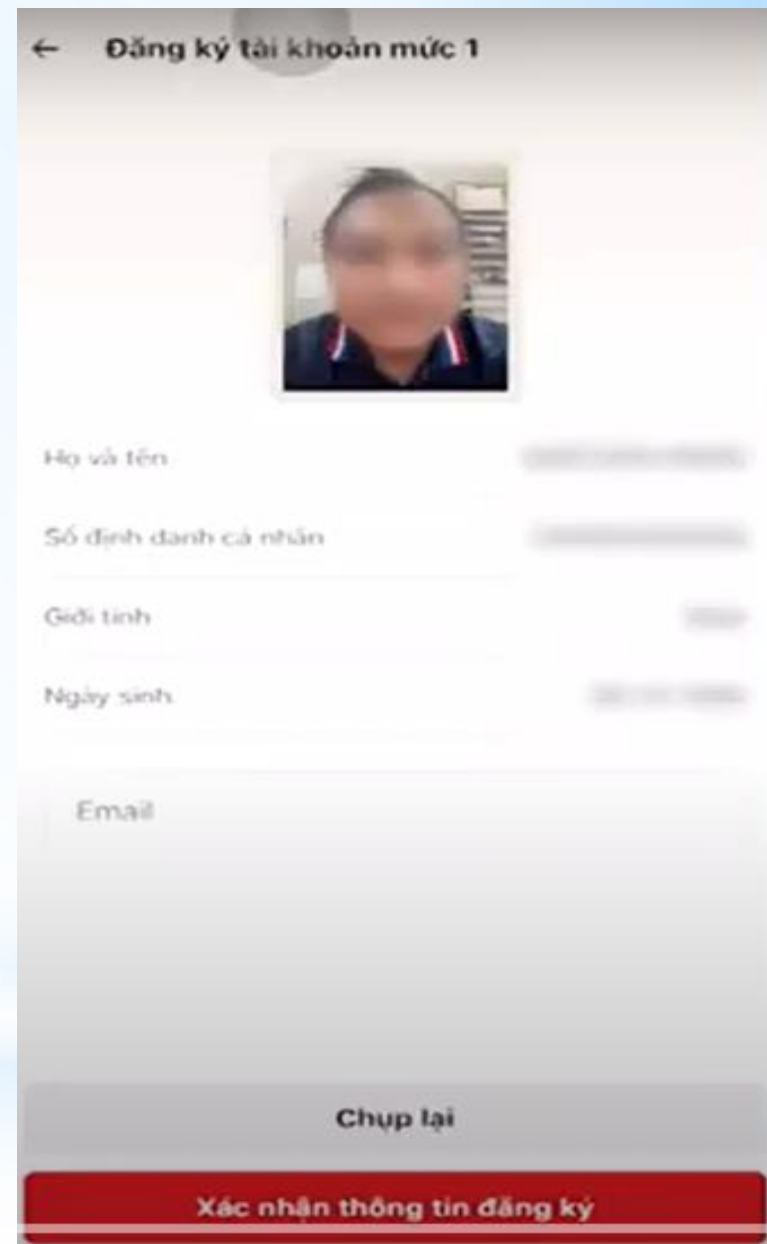 ← Đăng ký tài khoản mức 1
Họ và tên
Số định danh cá nhân
Giới tính
Ngày sinh
Email
Chụp lại
Xác nhận thông tin đăng ký